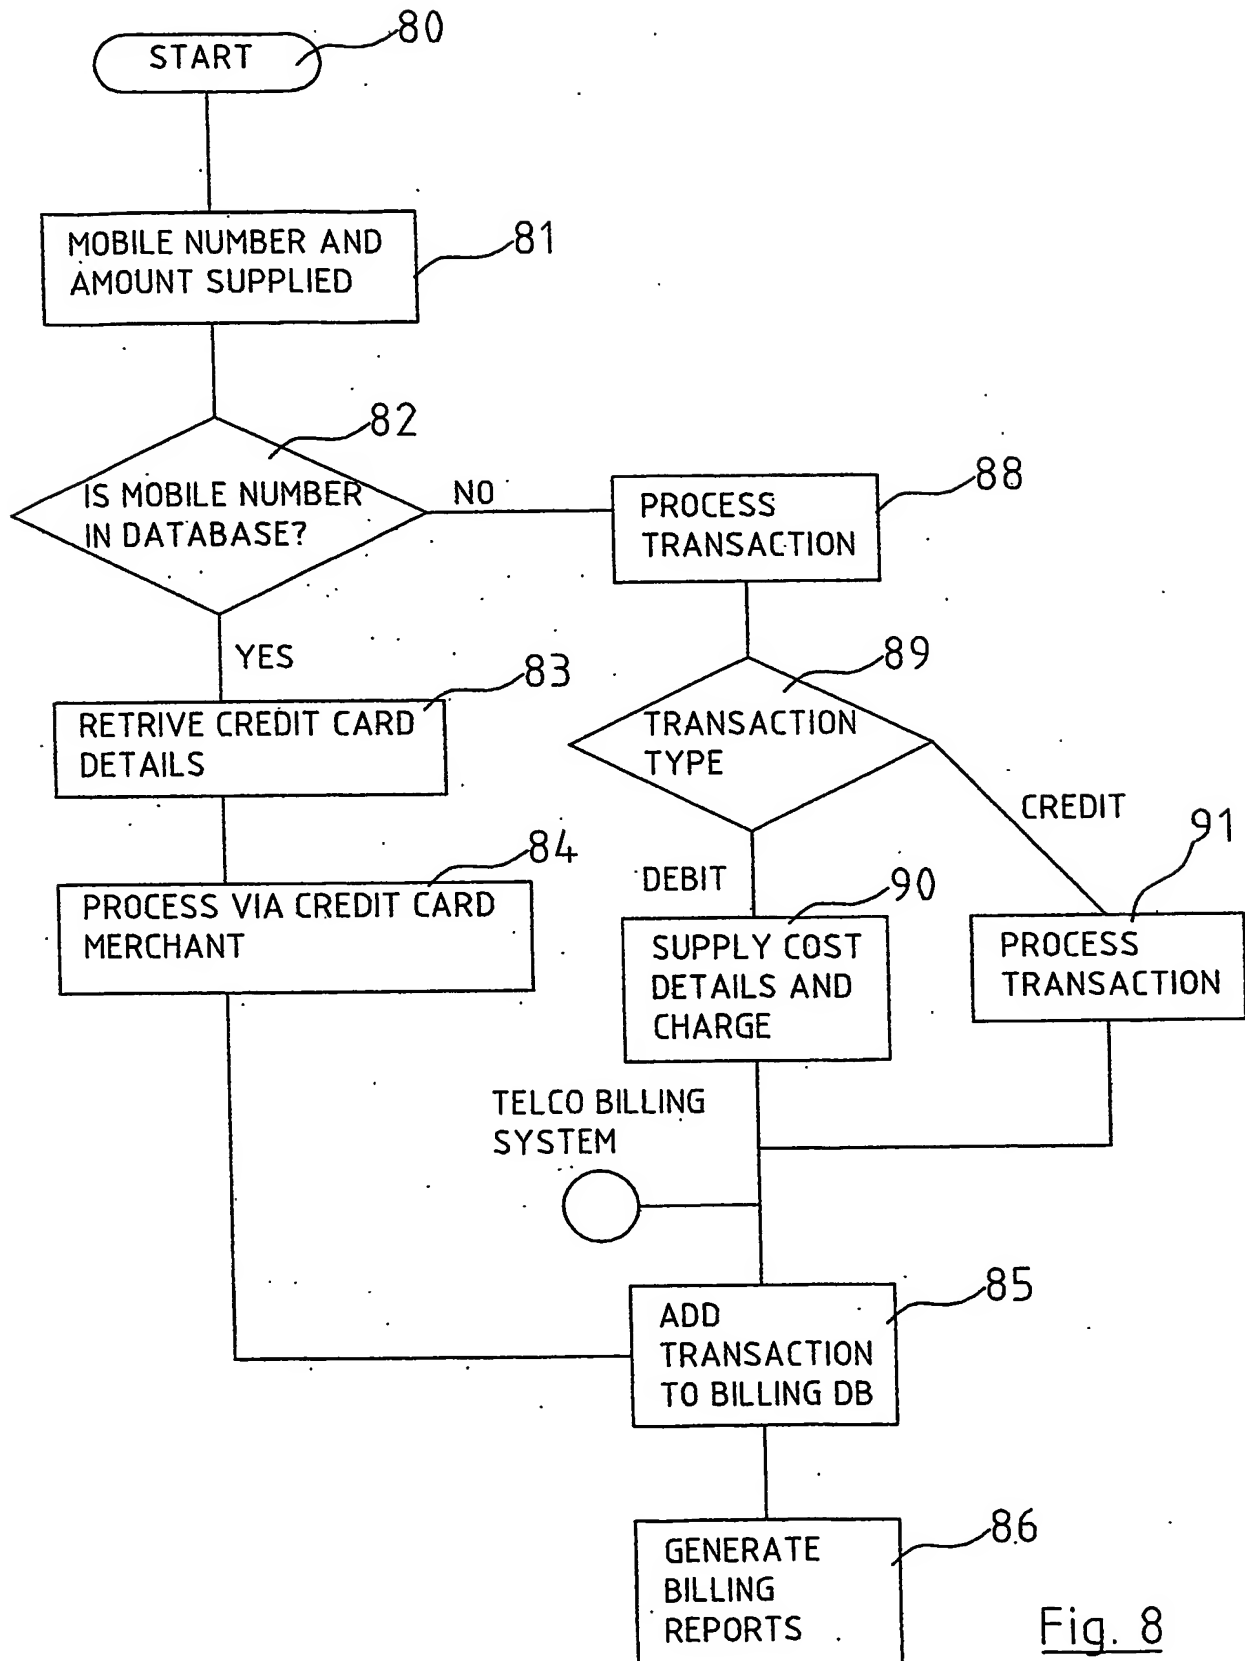 START
80
MOBILE NUMBER AND
AMOUNT SUPPLIED
81
82
IS MOBILE NUMBER
IN DATABASE?
NO
PROCESS
TRANSACTION
88
YES
RETRIVE CREDIT CARD
DETAILS
83
TRANSACTION
TYPE
89
CREDIT
PROCESS VIA CREDIT CARD
MERCHANT
84
DEBIT
SUPPLY COST
DETAILS AND
CHARGE
90
PROCESS
TRANSACTION
91
TELCO BILLING
SYSTEM
ADD
TRANSACTION
TO BILLING DB
85
GENERATE
BILLING
REPORTS
86
Fig. 8